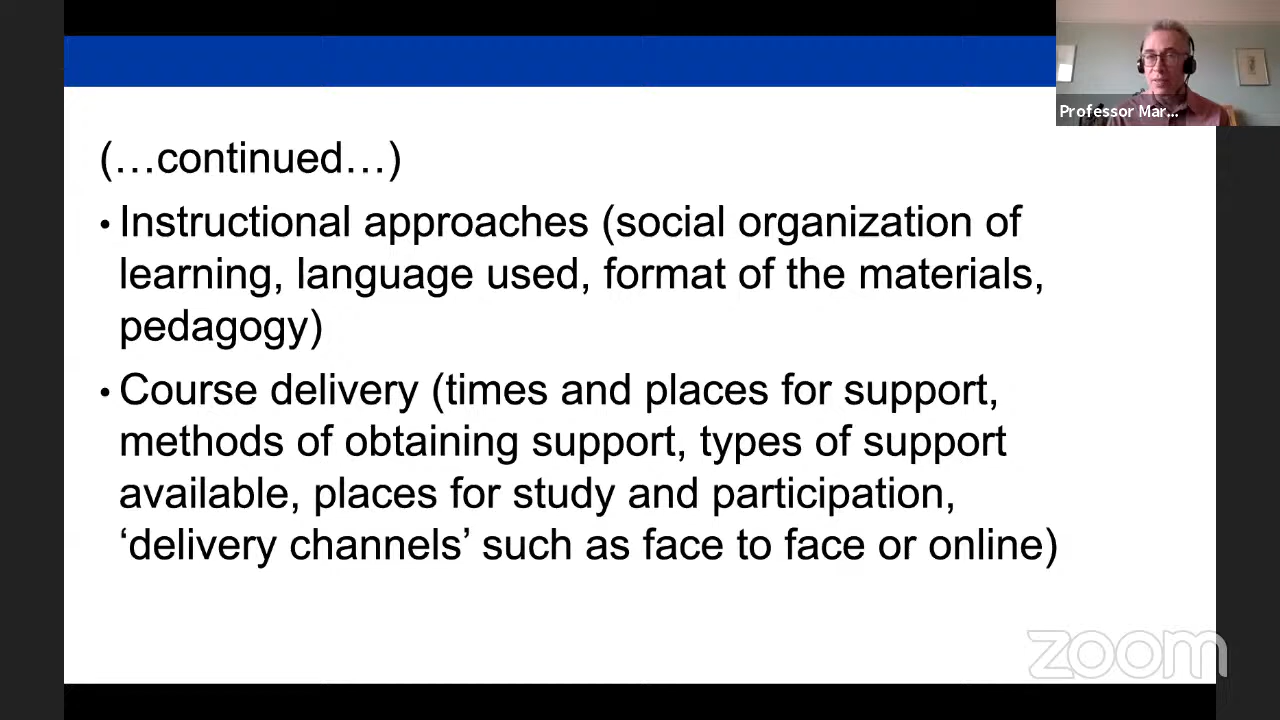 Professor Mar...
(…continued…)
• Instructional approaches (social organization of
learning, language used, format of the materials,
pedagogy)
• Course delivery (times and places for support,
methods of obtaining support, types of support
available, places for study and participation,
‘delivery channels’ such as face to face or online)
zoom